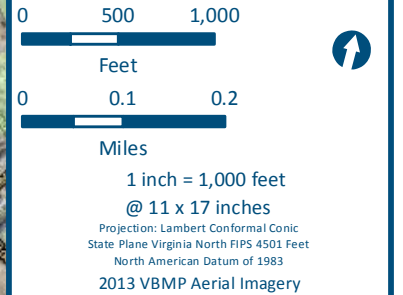 0 500 1,000
Feet
0 0.1 0.2
Miles
1 inch = 1,000 feet
@ 11 x 17 inches
Projection: Lambert Conformal Conic
State Plane Virginia North FIPS 4501 Feet
North American Datum of 1983
2013 VBMP Aerial Imagery